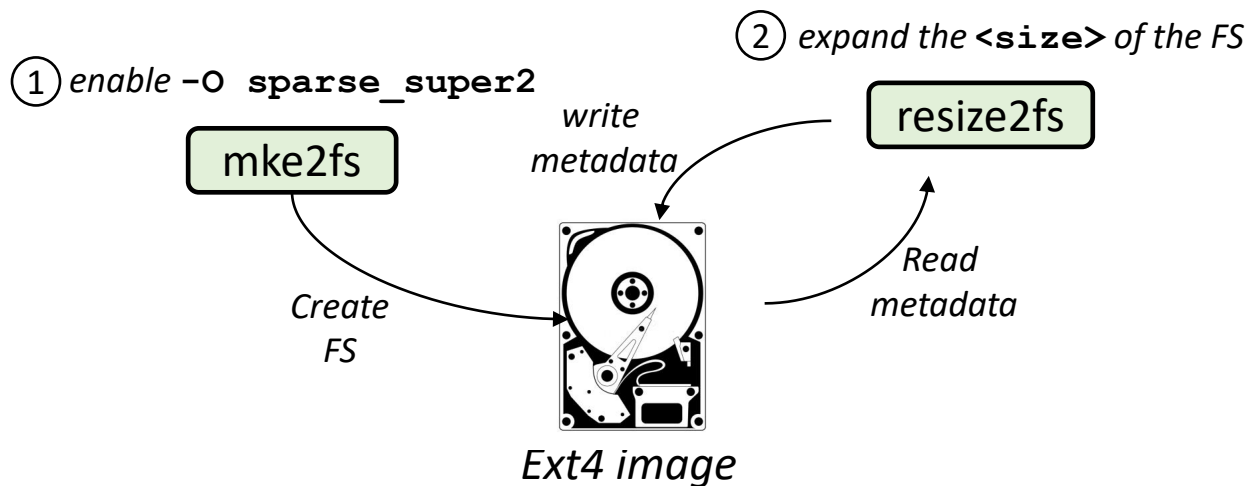 ① enable -O sparse_super2
mke2fs
Create
FS
② expand the <size> of the FS
resize2fs
write
metadata
Read
metadata
Ext4 image